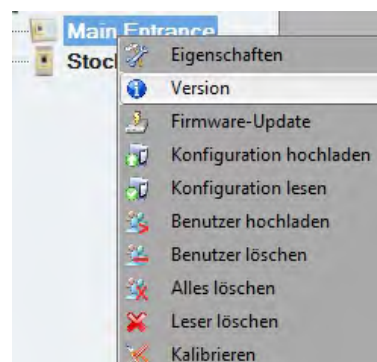 Main Entrance
Eigenschaften
Version
Firmware-Update
Konfiguration hochladen
Konfiguration lesen
Benutzer hochladen
Benutzer löschen
Alles löschen
Leser löschen
Kalibrieren